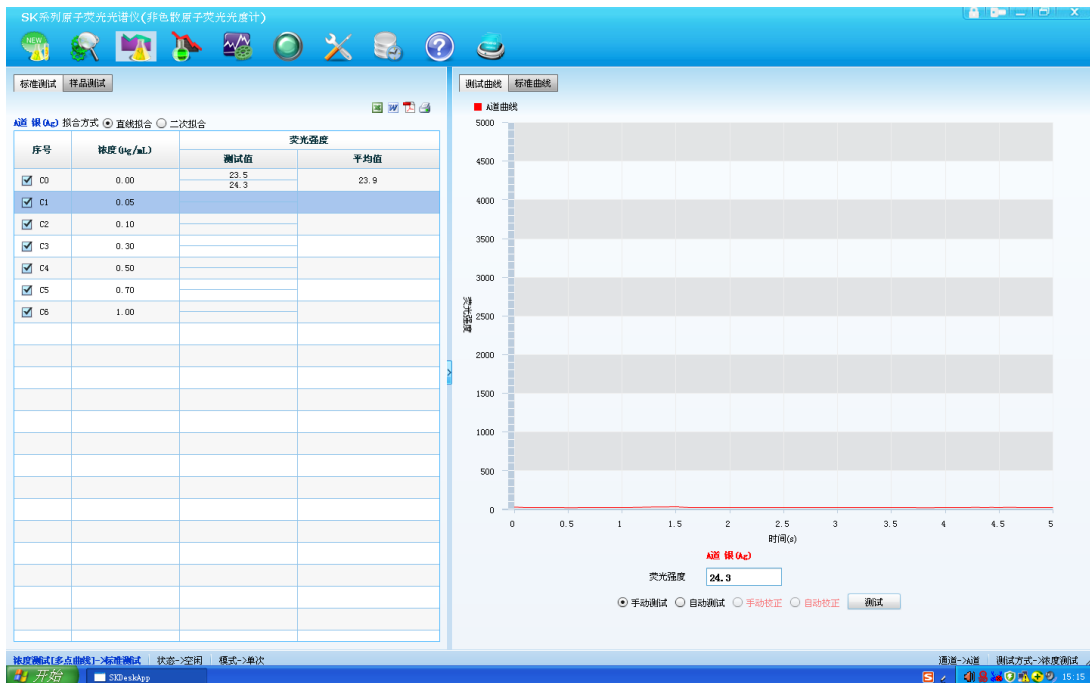 SK系列原子荧光光谱仪(非色散原子荧光光度计)
NEW
标准测试 样品测试
A道 银(Ag) 拟合方式 直线拟合 二次拟合
序号 浓度(μg/mL) 荧光强度
测试值 平均值
C0 0.00 23.5 23.9
24.3
C1 0.05
C2 0.10
C3 0.30
C4 0.50
C5 0.70
C6 1.00
测试曲线 标准曲线
A道曲线
5000
4500
4000
3500
3000
2500
2000
1500
1000
500
0
荧光强度
0 0.5 1 1.5 2 2.5 3 3.5 4 4.5 5
时间(s)
A道 银(Ag)
荧光强度 24.3
手动测试 自动测试 手动校正 自动校正 测试
浓度测试[多点曲线]->标准测试 状态->空闲 模式->单次 通道->A道 测试方式->浓度测试
开始 SKDeskApp 15:15